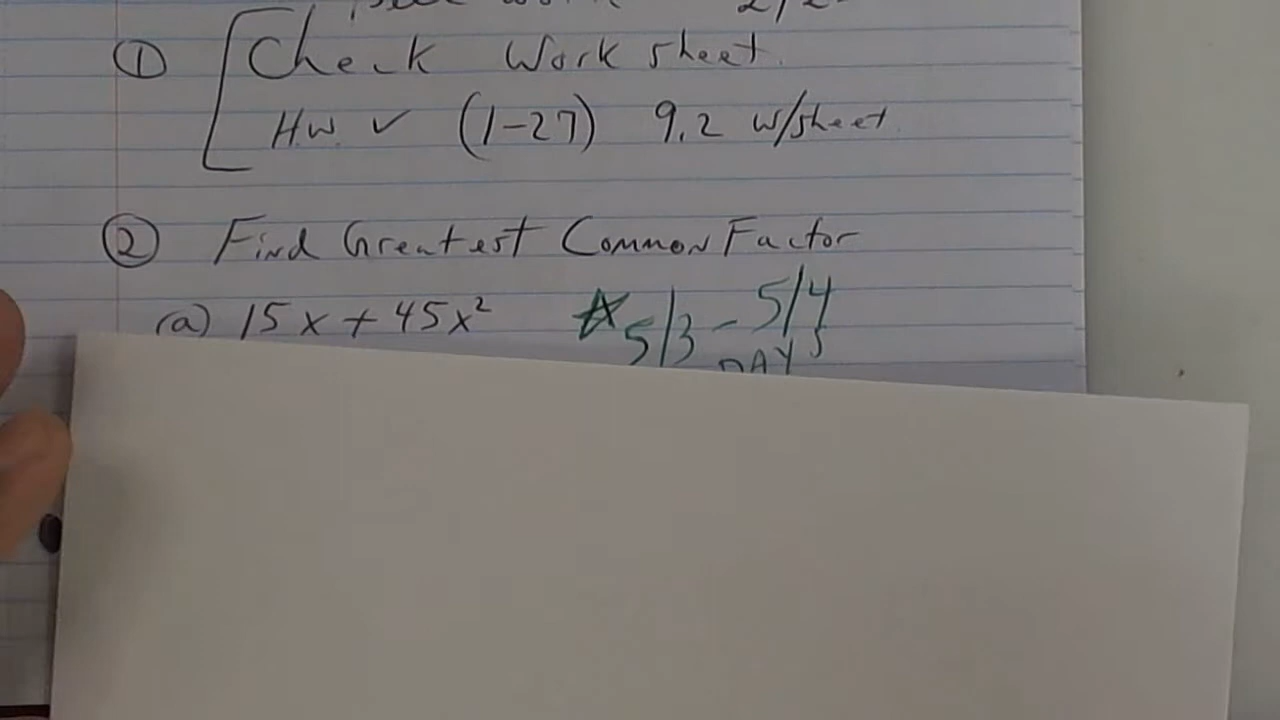 ① Check Work sheet.
H.W. ✓ (1-27) 9.2 w/sheet
② Find Greatest Common Factor
(a) 15x + 45x²
☆ 5/3 - 5/4
DAYS